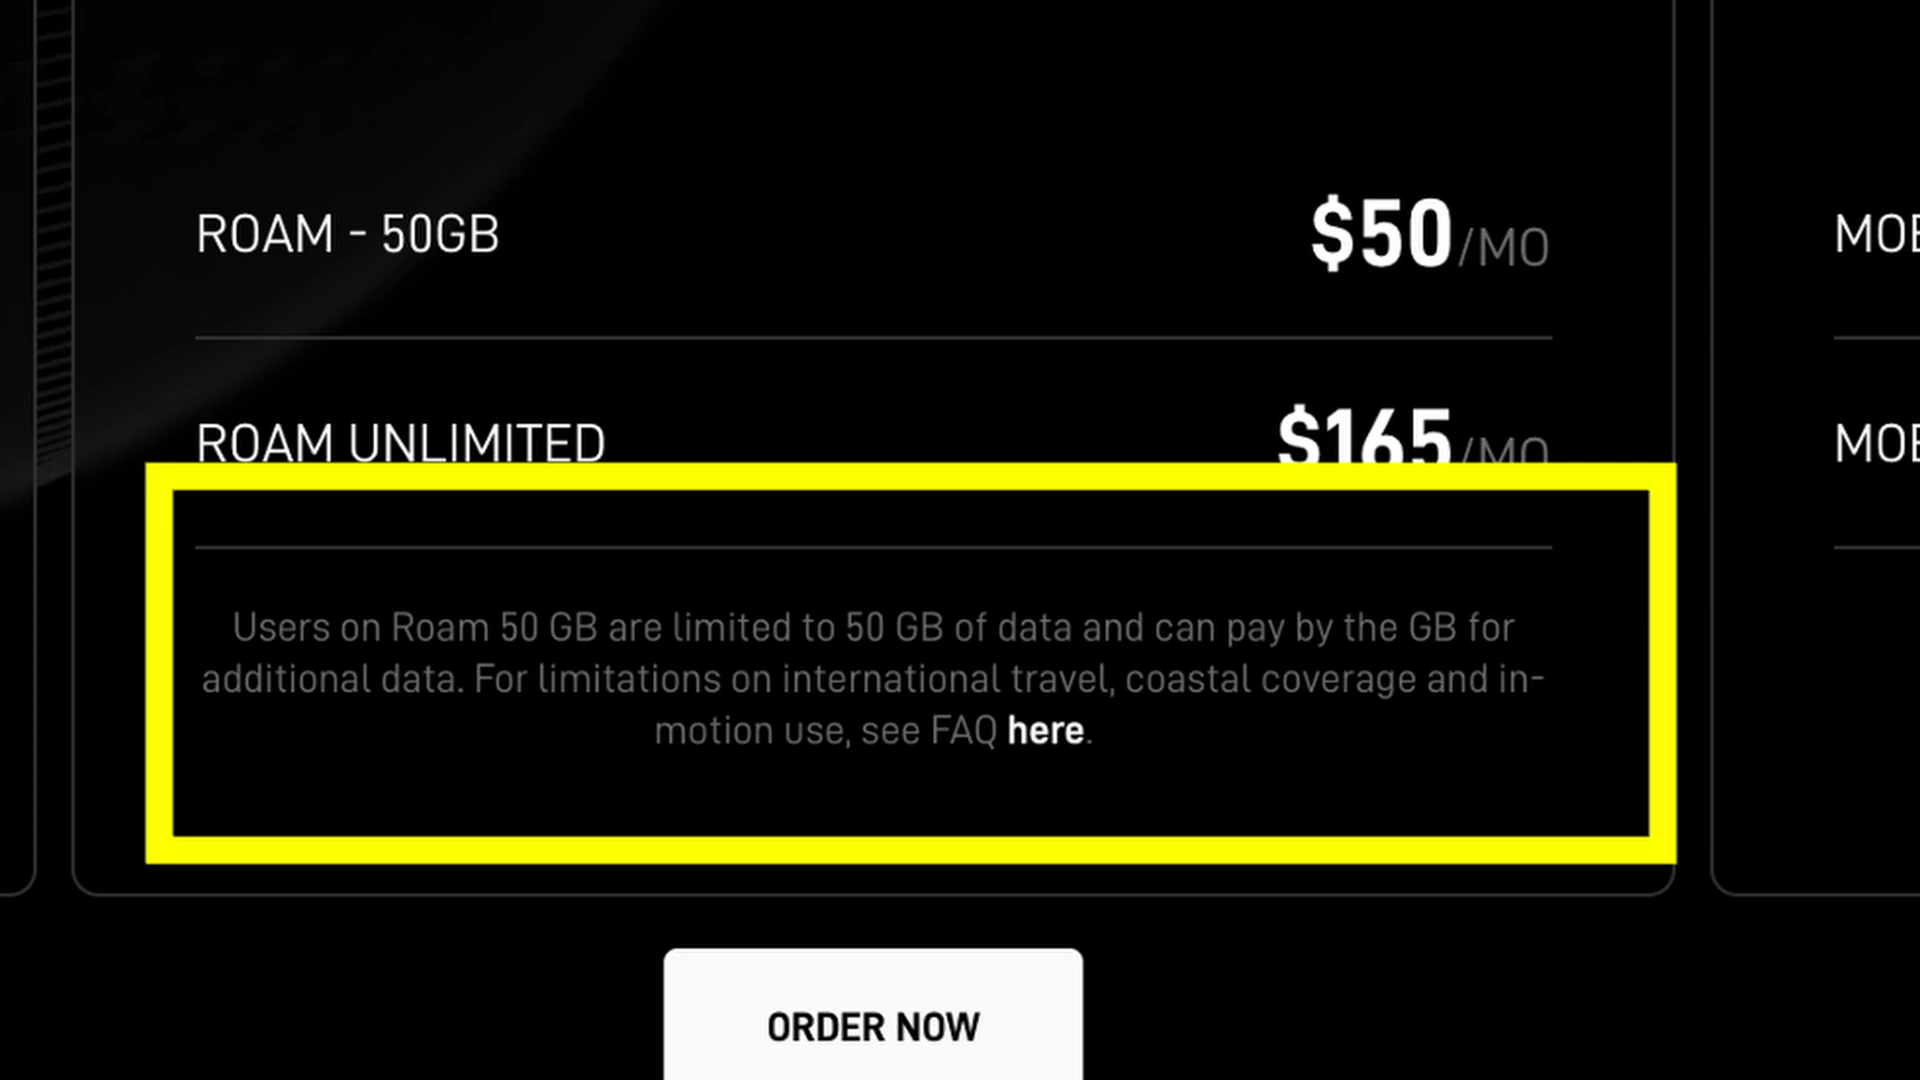 ROAM - 50GB $50/MO
ROAM UNLIMITED $165/MO
Users on Roam 50 GB are limited to 50 GB of data and can pay by the GB for
additional data. For limitations on international travel, coastal coverage and in-
motion use, see FAQ here.
ORDER NOW